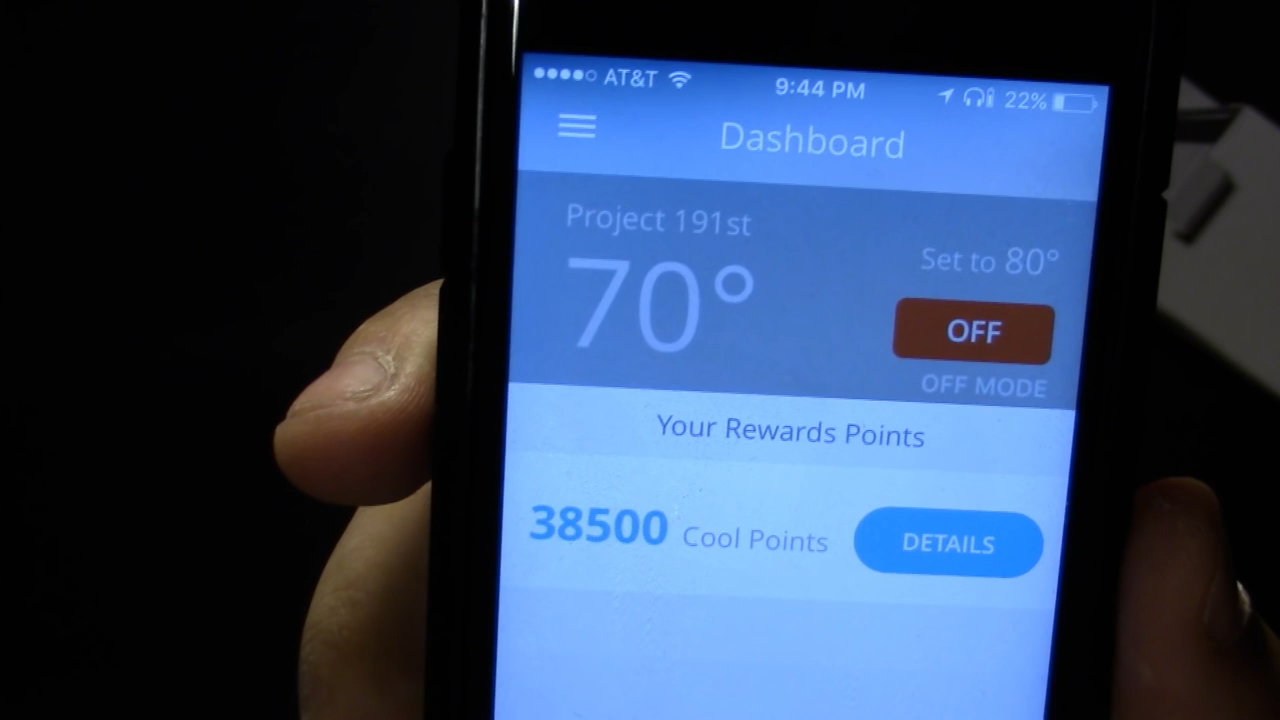 AT&T 9:44 PM 22%
Dashboard
Project 191st
70°
Set to 80°
OFF
OFF MODE
Your Rewards Points
38500 Cool Points DETAILS